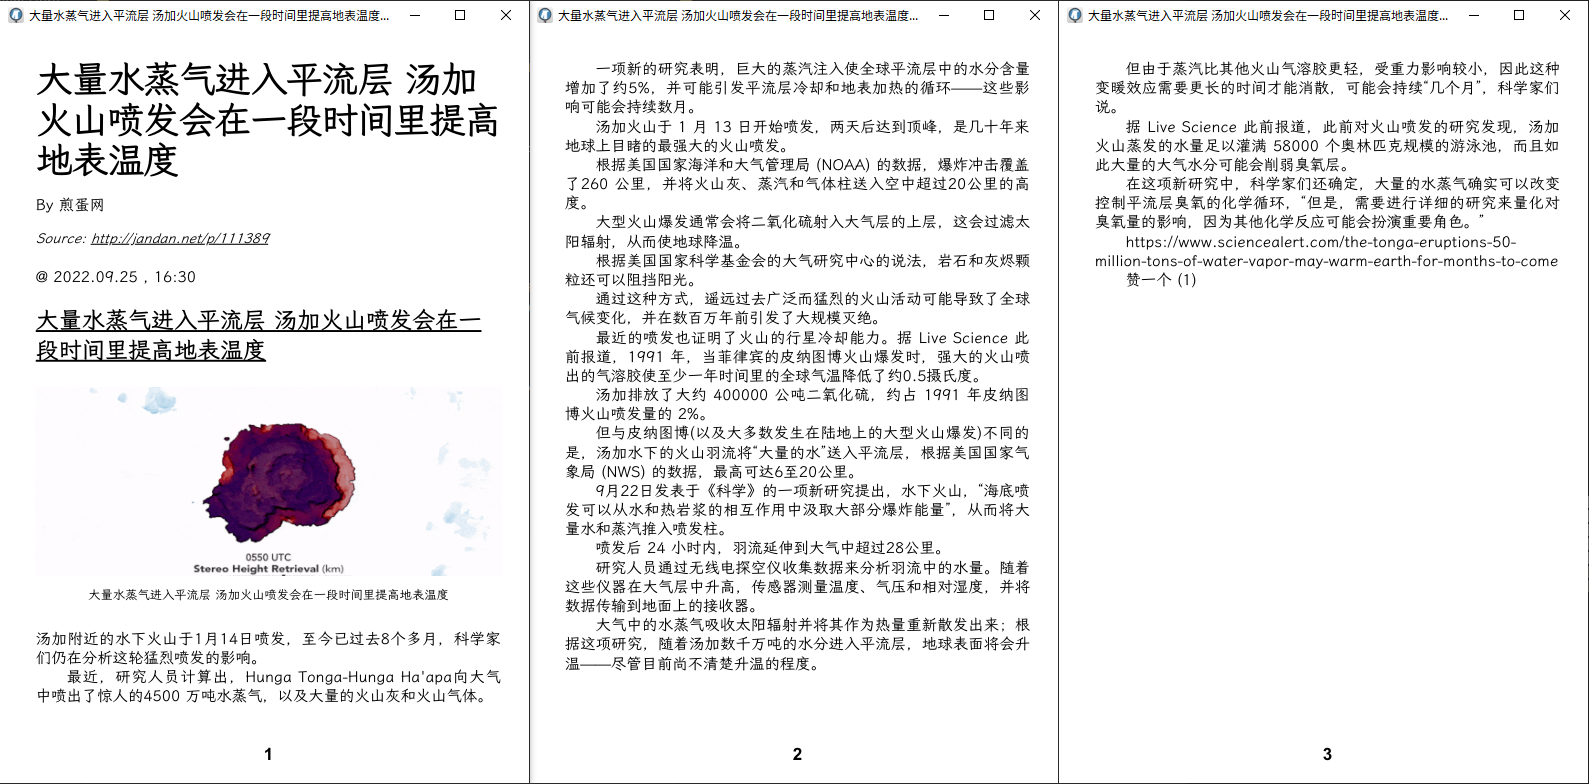 大量水蒸气进入平流层 汤加火山喷发会在一段时间里提高地表温度...
大量水蒸气进入平流层 汤加
火山喷发会在一段时间里提高
地表温度
By 煎蛋网
Source: http://jandan.net/p/111389
@ 2022.09.25 , 16:30
大量水蒸气进入平流层 汤加火山喷发会在一
段时间里提高地表温度
0550 UTC
Stereo Height Retrieval (km)
大量水蒸气进入平流层 汤加火山喷发会在一段时间里提高地表温度
汤加附近的水下火山于1月14日喷发，至今已过去8个多月，科学家
们仍在分析这轮猛烈喷发的影响。
最近，研究人员计算出，Hunga Tonga-Hunga Ha'apa向大气
中喷出了惊人的4500 万吨水蒸气，以及大量的火山灰和火山气体。
1
大量水蒸气进入平流层 汤加火山喷发会在一段时间里提高地表温度...
一项新的研究表明，巨大的蒸汽注入使全球平流层中的水分含量
增加了约5%，并可能引发平流层冷却和地表加热的循环——这些影
响可能会持续数月。
汤加火山于 1 月 13 日开始喷发，两天后达到顶峰，是几十年来
地球上目睹的最强大的火山喷发。
根据美国国家海洋和大气管理局 (NOAA) 的数据，爆炸冲击覆盖
了260 公里，并将火山灰、蒸汽和气体柱送入空中超过20公里的高
度。
大型火山爆发通常会将二氧化硫射入大气层的上层，这会过滤太
阳辐射，从而使地球降温。
根据美国国家科学基金会的大气研究中心的说法，岩石和灰烬颗
粒还可以阻挡阳光。
通过这种方式，遥远过去广泛而猛烈的火山活动可能导致了全球
气候变化，并在数百万年前引发了大规模灭绝。
最近的喷发也证明了火山的行星冷却能力。据 Live Science 此
前报道，1991 年，当菲律宾的皮纳图博火山爆发时，强大的火山喷
出的气溶胶使至少一年时间里的全球气温降低了约0.5摄氏度。
汤加排放了大约 400000 公吨二氧化硫，约占 1991 年皮纳图
博火山喷发量的 2%。
但与皮纳图博(以及大多数发生在陆地上的大型火山爆发)不同的
是，汤加水下的火山羽流将“大量的水”送入平流层，根据美国国家气
象局 (NWS) 的数据，最高可达6至20公里。
9月22日发表于《科学》的一项新研究提出，水下火山，“海底喷
发可以从水和热岩浆的相互作用中汲取大部分爆炸能量”，从而将大
量水和蒸汽推入喷发柱。
喷发后 24 小时内，羽流延伸到大气中超过28公里。
研究人员通过无线电探空仪收集数据来分析羽流中的水量。随着
这些仪器在大气层中升高，传感器测量温度、气压和相对湿度，并将
数据传输到地面上的接收器。
大气中的水蒸气吸收太阳辐射并将其作为热量重新散发出来；根
据这项研究，随着汤加数千万吨的水分进入平流层，地球表面将会升
温——尽管目前尚不清楚升温的程度。
2
大量水蒸气进入平流层 汤加火山喷发会在一段时间里提高地表温度...
但由于蒸汽比其他火山气溶胶更轻，受重力影响较小，因此这种
变暖效应需要更长的时间才能消散，可能会持续“几个月”，科学家们
说。
据 Live Science 此前报道，此前对火山喷发的研究发现，汤加
火山蒸发的水量足以灌满 58000 个奥林匹克规模的游泳池，而且如
此大量的大气水分可能会削弱臭氧层。
在这项新研究中，科学家们还确定，大量的水蒸气确实可以改变
控制平流层臭氧的化学循环，“但是，需要进行详细的研究来量化对
臭氧量的影响，因为其他化学反应可能会扮演重要角色。”
https://www.sciencealert.com/the-tonga-eruptions-50-
million-tons-of-water-vapor-may-warm-earth-for-months-to-come
赞一个 (1)
3